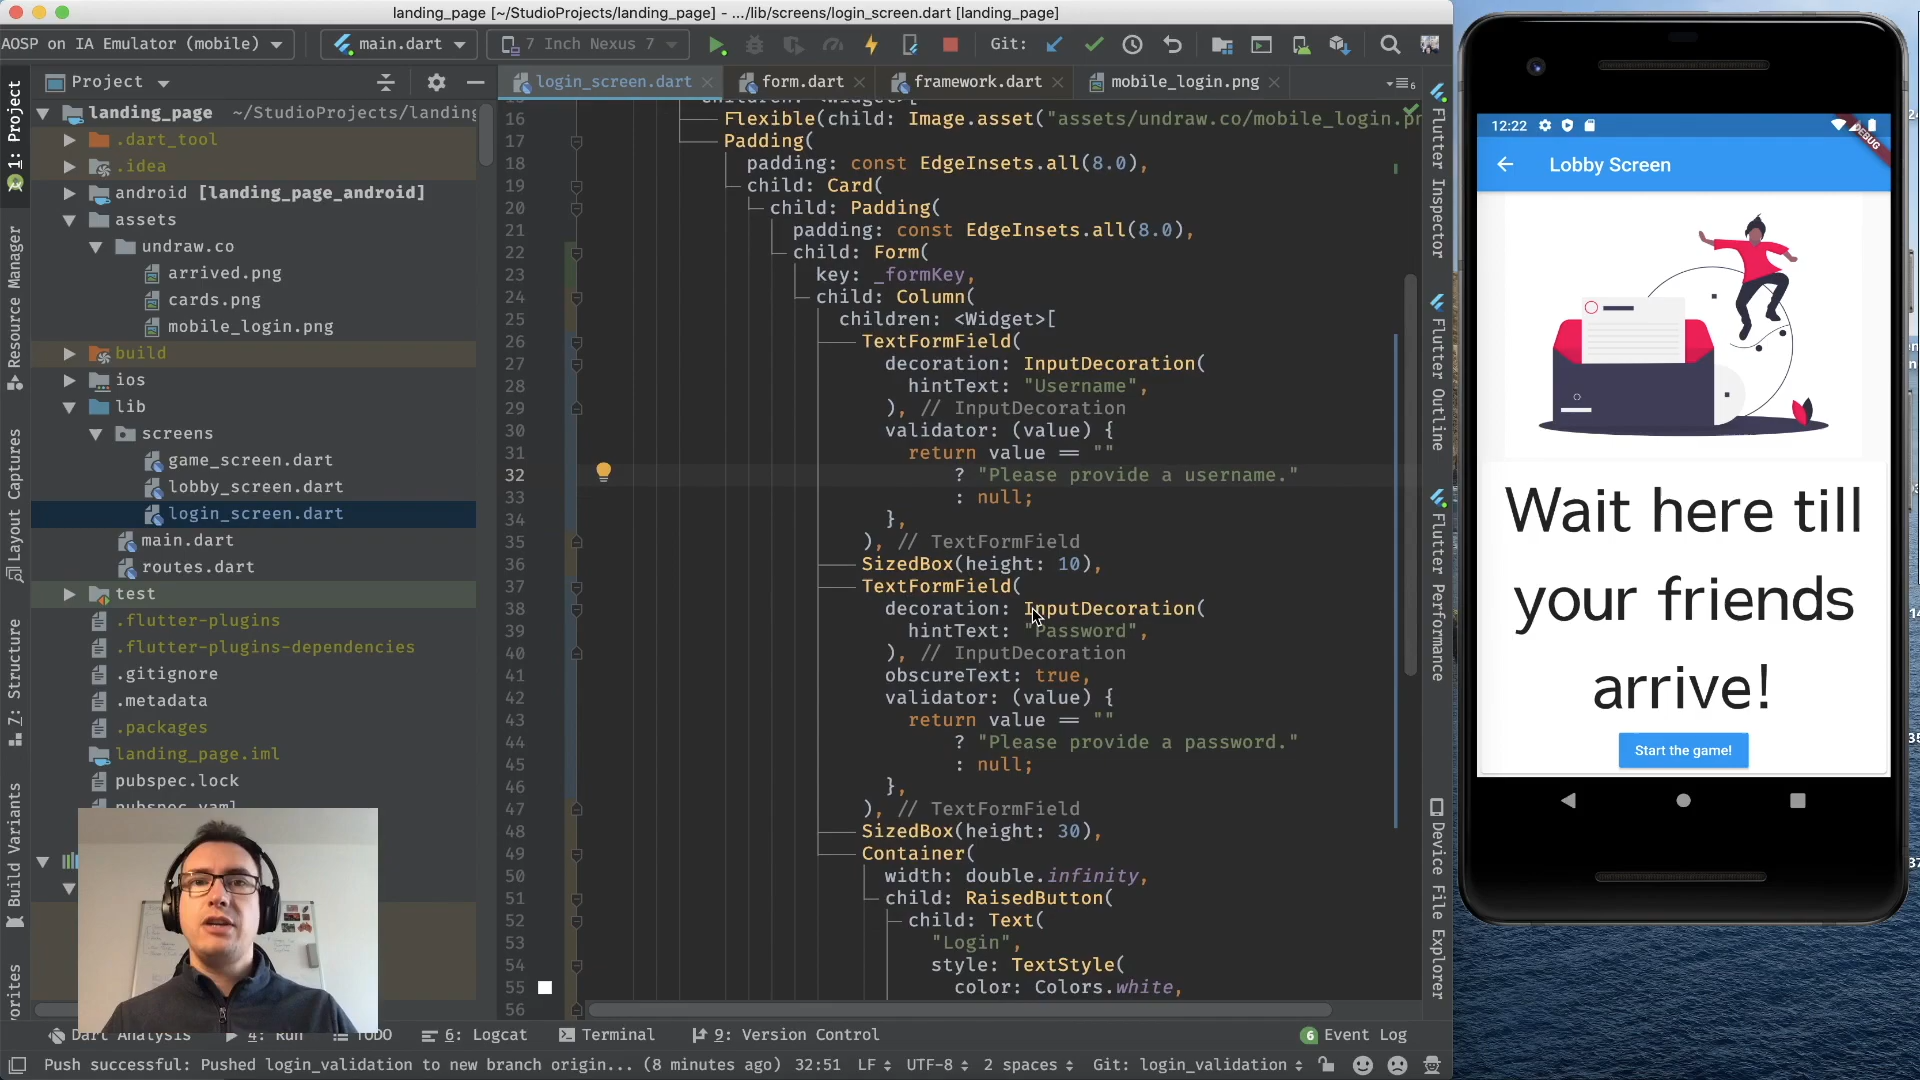 landing_page [~/StudioProjects/landing_page] - .../lib/screens/login_screen.dart [landing_page]
AOSP on IA Emulator (mobile)
main.dart
7 Inch Nexus 7
Git:
Project
login_screen.dart
form.dart
framework.dart
mobile_login.png
landing_page ~/StudioProjects/landing
.dart_tool
.idea
android [landing_page_android]
assets
undraw.co
arrived.png
cards.png
mobile_login.png
build
ios
lib
screens
game_screen.dart
lobby_screen.dart
login_screen.dart
main.dart
routes.dart
test
.flutter-plugins
.flutter-plugins-dependencies
.gitignore
.metadata
.packages
landing_page.iml
pubspec.lock
pubspec.yaml
1: Project
Resource Manager
Layout Captures
7: Structure
Build Variants
children: <Widget>[
16 Flexible(child: Image.asset("assets/undraw.co/mobile_login.pn
17 Padding(
18 padding: const EdgeInsets.all(8.0),
19 child: Card(
20 child: Padding(
21 padding: const EdgeInsets.all(8.0),
22 child: Form(
23 key: _formKey,
24 child: Column(
25 children: <Widget>[
26 TextFormField(
27 decoration: InputDecoration(
28 hintText: "Username",
29 ), // InputDecoration
30 validator: (value) {
31 return value == ""
32 ? "Please provide a username."
33 : null;
34 },
35 ), // TextFormField
36 SizedBox(height: 10),
37 TextFormField(
38 decoration: InputDecoration(
39 hintText: "Password",
40 ), // InputDecoration
41 obscureText: true,
42 validator: (value) {
43 return value == ""
44 ? "Please provide a password."
45 : null;
46 },
47 ), // TextFormField
48 SizedBox(height: 30),
49 Container(
50 width: double.infinity,
51 child: RaisedButton(
52 child: Text(
53 "Login",
54 style: TextStyle(
55 color: Colors.white,
56
Flutter Inspector
Flutter Outline
Flutter Performance
Device File Explorer
12:22
DEBUG
Lobby Screen
Wait here till
your friends
arrive!
Start the game!
Dart Analysis
4: Run
TODO
6: Logcat
Terminal
9: Version Control
6 Event Log
Push successful: Pushed login_validation to new branch origin... (8 minutes ago)
32:51
LF
UTF-8
2 spaces
Git: login_validation